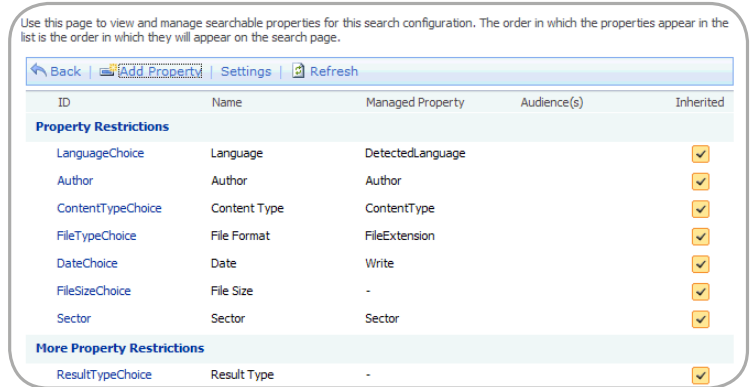 Use this page to view and manage searchable properties for this search configuration. The order in which the properties appear in the
list is the order in which they will appear on the search page.
Back | Add Property | Settings | Refresh
ID Name Managed Property Audience(s) Inherited
Property Restrictions
LanguageChoice Language DetectedLanguage
Author Author Author
ContentTypeChoice Content Type ContentType
FileTypeChoice File Format FileExtension
DateChoice Date Write
FileSizeChoice File Size -
Sector Sector Sector
More Property Restrictions
ResultTypeChoice Result Type -